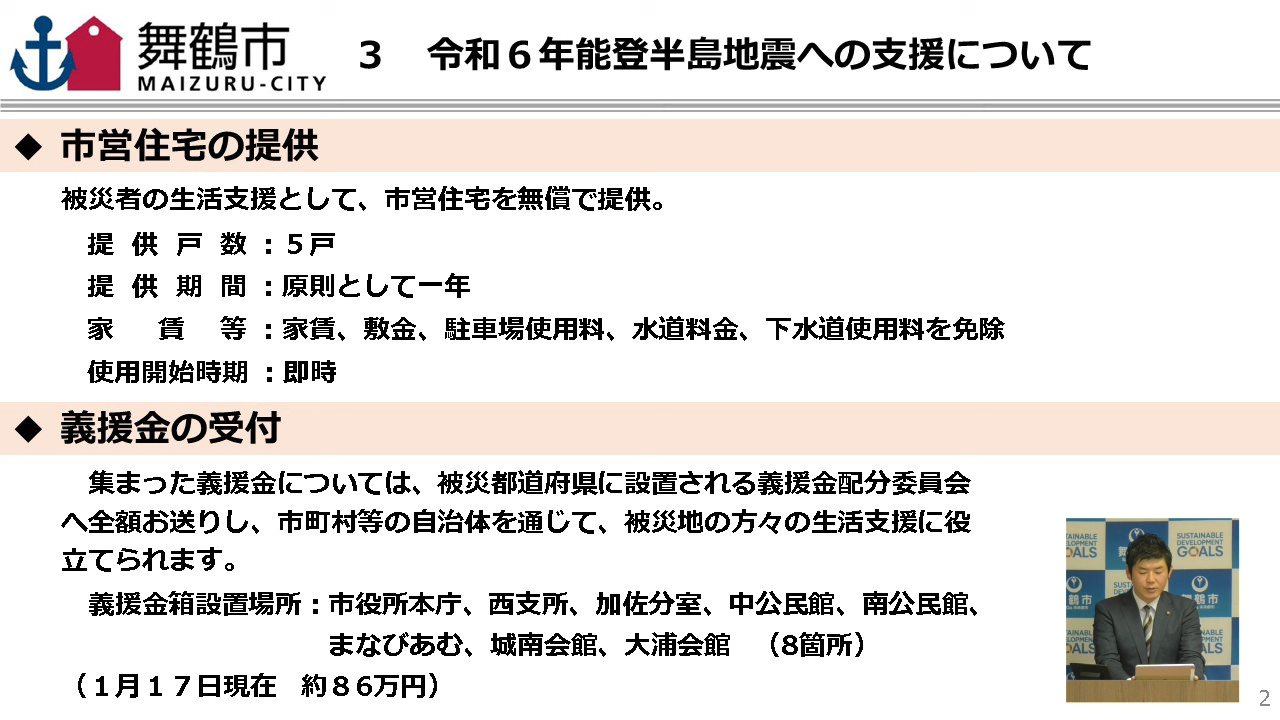 舞鶴市
MAIZURU-CITY
3 令和6年能登半島地震への支援について
◆ 市営住宅の提供
被災者の生活支援として、市営住宅を無償で提供。
提供戸数：５戸
提供期間：原則として一年
家賃等：家賃、敷金、駐車場使用料、水道料金、下水道使用料を免除
使用開始時期：即時
◆ 義援金の受付
集まった義援金については、被災都道府県に設置される義援金配分委員会
へ全額お送りし、市町村等の自治体を通じて、被災地の方々の生活支援に役
立てられます。
義援金箱設置場所：市役所本庁、西支所、加佐分室、中公民館、南公民館、
まなびあむ、城南会館、大浦会館　（8箇所）
（１月１７日現在　約８6万円）
SUSTAINABLE
DEVELOPMENT
GOALS
舞鶴市
2